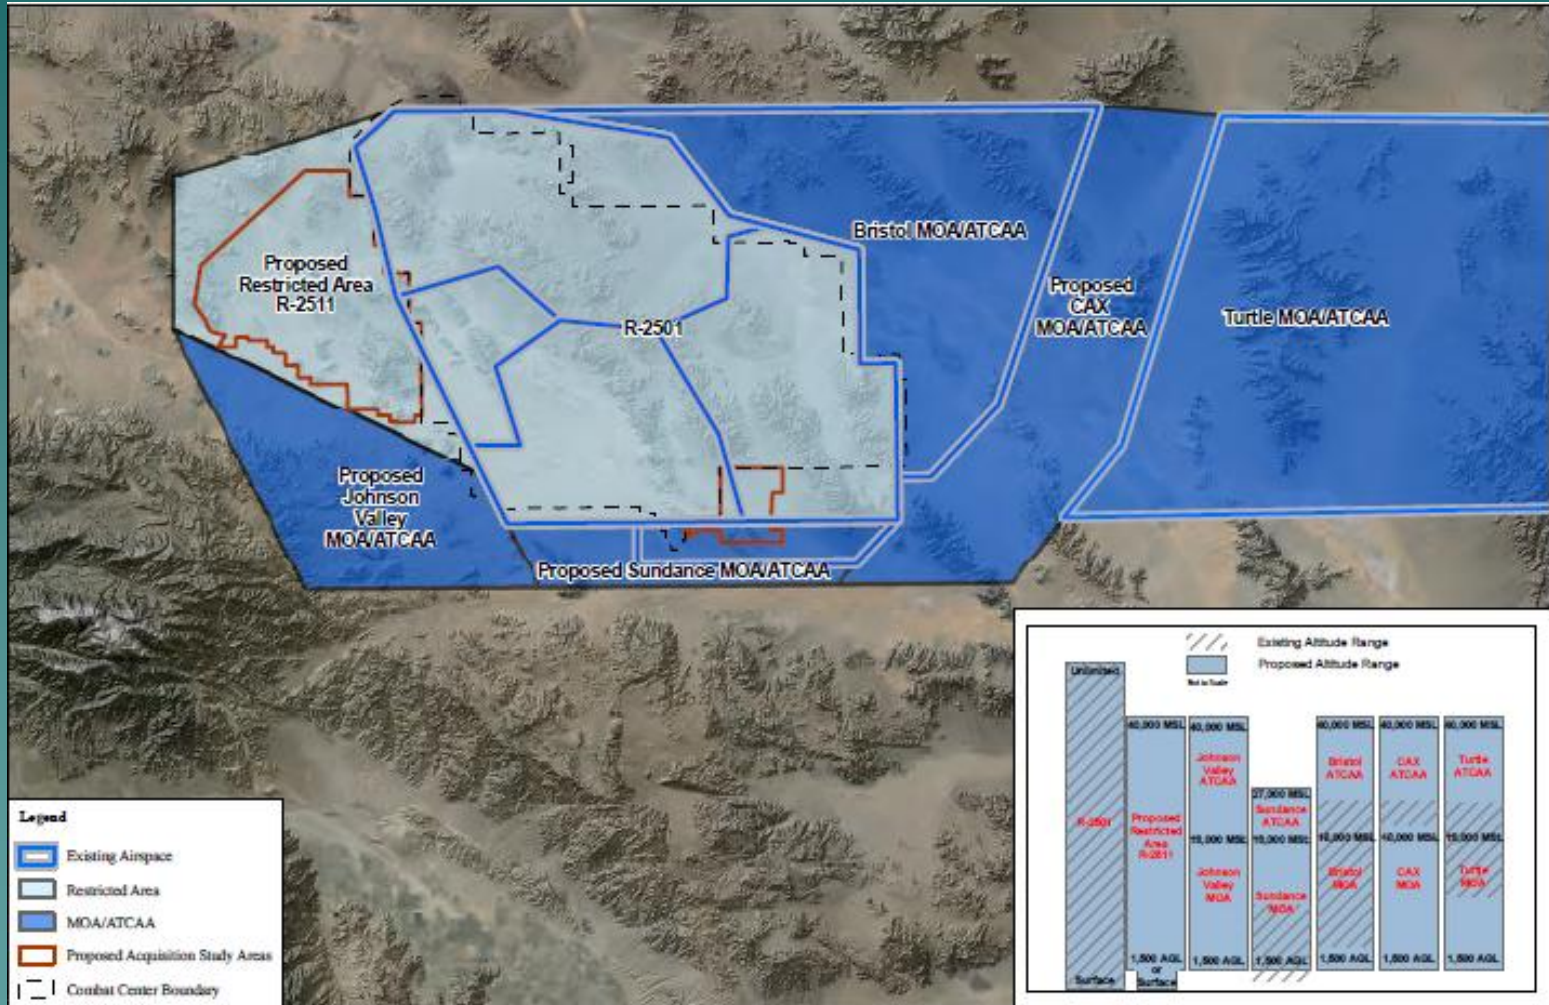 Proposed
Restricted Area
R-2511
R-2501
Bristol MOA/ATCAA
Proposed
CAX
MOA/ATCAA
Turtle MOA/ATCAA
Proposed
Johnson
Valley
MOA/ATCAA
Proposed Sundance MOA/ATCAA
Legend
Existing Airspace
Restricted Area
MOA/ATCAA
Proposed Acquisition Study Areas
Combat Center Boundary
Existing Altitude Range
Proposed Altitude Range
Not to Scale
Unlimited
R-2501
Surface
40,000 MSL
Proposed
Restricted
Area
R-2511
1,500 AGL
or
Surface
40,000 MSL
Johnson
Valley
ATCAA
18,000 MSL
Johnson
Valley
MOA
1,500 AGL
27,000 MSL
Sundance
ATCAA
18,000 MSL
Sundance
MOA
1,500 AGL
40,000 MSL
Bristol
ATCAA
18,000 MSL
Bristol
MOA
1,500 AGL
40,000 MSL
CAX
ATCAA
18,000 MSL
CAX
MOA
1,500 AGL
40,000 MSL
Turtle
ATCAA
18,000 MSL
Turtle
MOA
1,500 AGL